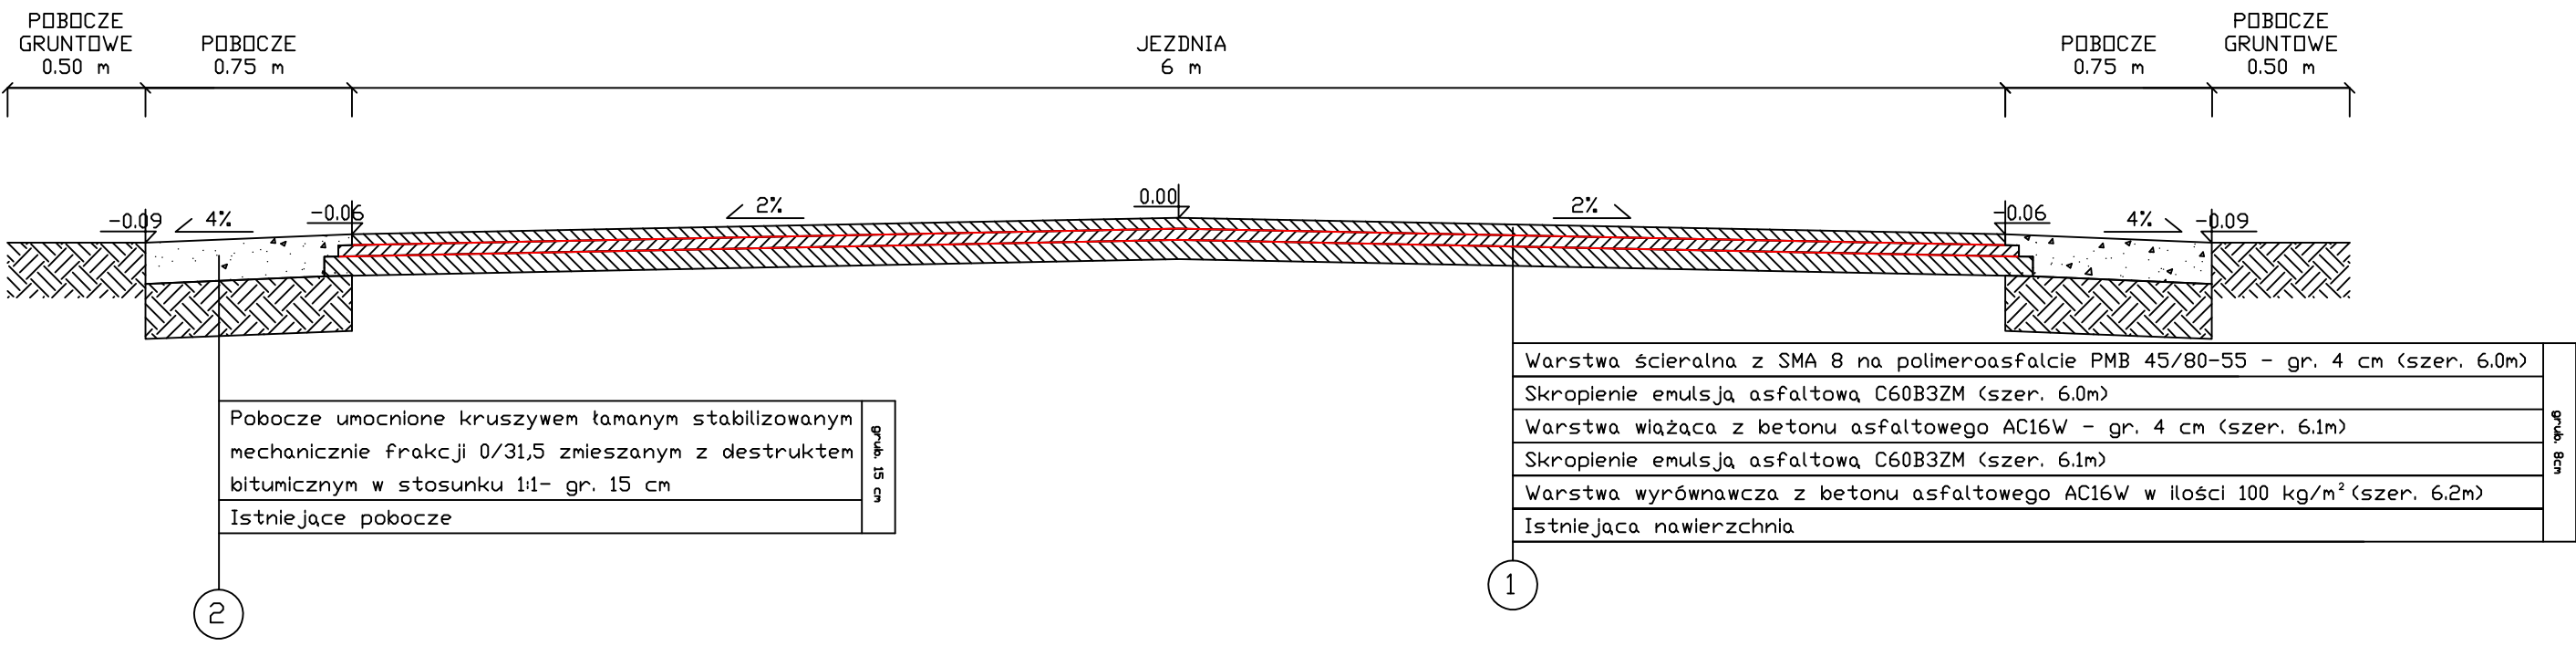 POBOCZE
GRUNTOWE
0.50 m
POBOCZE
0.75 m
JEZDNIA
6 m
POBOCZE
0.75 m
POBOCZE
GRUNTOWE
0.50 m
-0.09
4%
-0.06
2%
0.00
2%
-0.06
4%
-0.09
Warstwa ścieralna z SMA 8 na polimeroasfalcie PMB 45/80-55 - gr. 4 cm (szer. 6.0m)
Skropienie emulsją asfaltową C60B3ZM (szer. 6.0m)
Warstwa wiążąca z betonu asfaltowego AC16W - gr. 4 cm (szer. 6.1m)
Skropienie emulsją asfaltową C60B3ZM (szer. 6.1m)
Warstwa wyrównawcza z betonu asfaltowego AC16W w ilości 100 kg/m² (szer. 6.2m)
Istniejąca nawierzchnia
grub. 8cm
1
Pobocze umocnione kruszywem łamanym stabilizowanym
mechanicznie frakcji 0/31,5 zmieszanym z destruktem
bitumicznym w stosunku 1:1- gr. 15 cm
Istniejące pobocze
grub. 15 cm
2